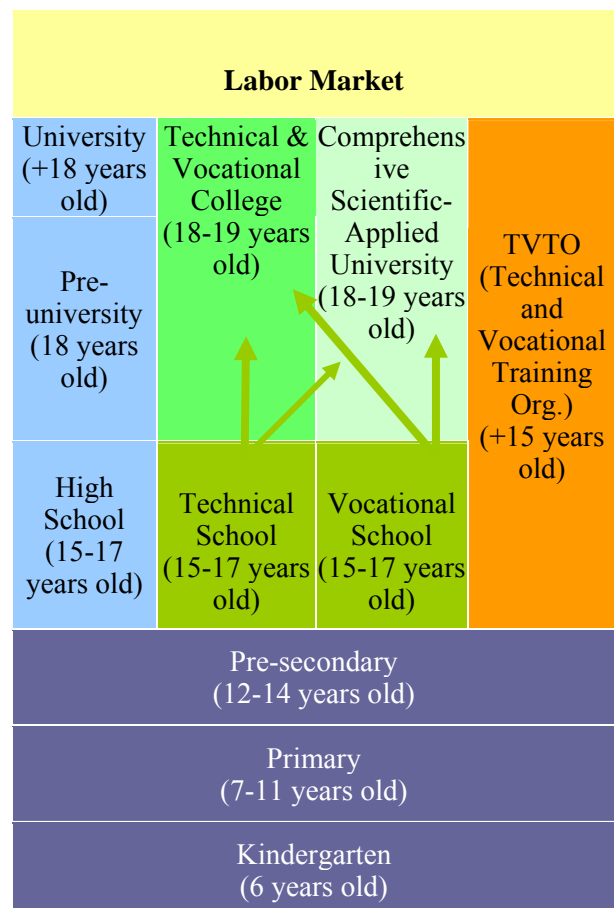 Labor Market
University
(+18 years
old)
Technical &
Vocational
College
(18-19 years
old)
Comprehens
ive
Scientific-
Applied
University
(18-19 years
old)
TVTO
(Technical
and
Vocational
Training
Org.)
(+15 years
old)
Pre-
university
(18 years
old)
High
School
(15-17
years old)
Technical
School
(15-17 years
old)
Vocational
School
(15-17 years
old)
Pre-secondary
(12-14 years old)
Primary
(7-11 years old)
Kindergarten
(6 years old)